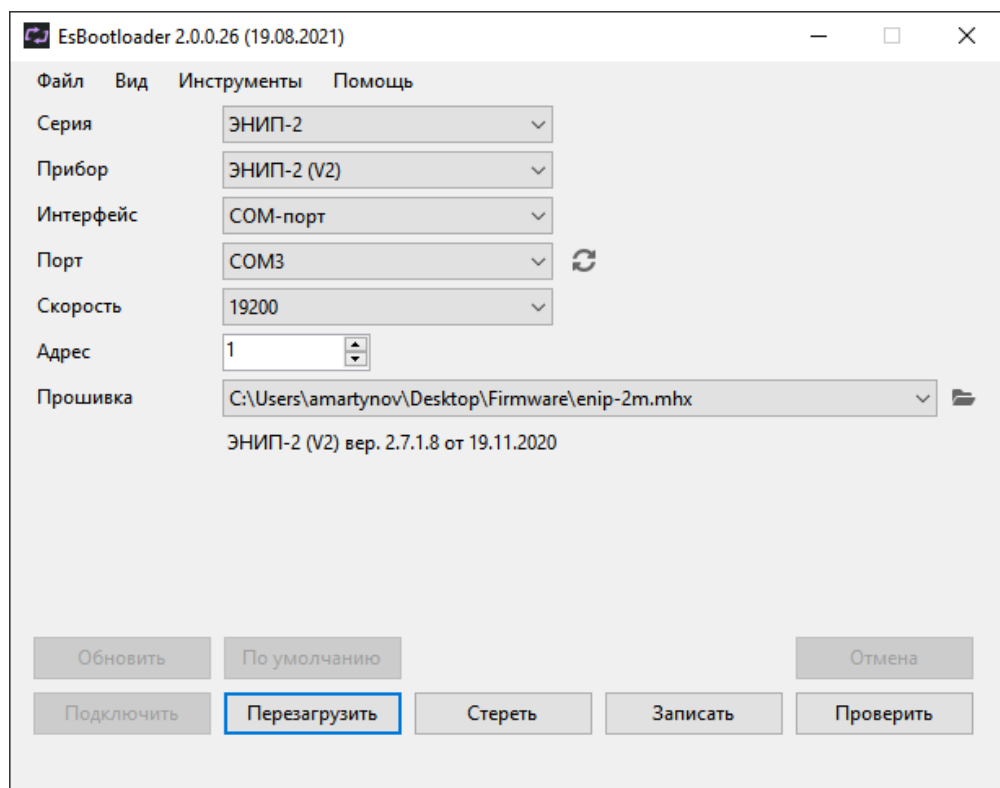 EsBootloader 2.0.0.26 (19.08.2021)
Файл Вид Инструменты Помощь
Серия ЭНИП-2
Прибор ЭНИП-2 (V2)
Интерфейс COM-порт
Порт COM3
Скорость 19200
Адрес 1
Прошивка C:\Users\amartynov\Desktop\Firmware\enip-2m.mhx
ЭНИП-2 (V2) вер. 2.7.1.8 от 19.11.2020
Обновить По умолчанию Отмена
Подключить Перезагрузить Стереть Записать Проверить